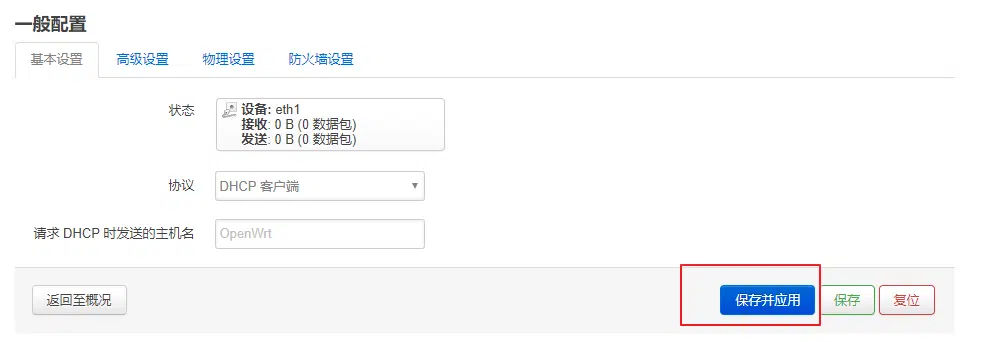 一般配置
基本设置 高级设置 物理设置 防火墙设置
状态
设备: eth1
接收: 0 B (0 数据包)
发送: 0 B (0 数据包)
协议 DHCP 客户端
请求 DHCP 时发送的主机名 OpenWrt
返回至概况 保存并应用 保存 复位